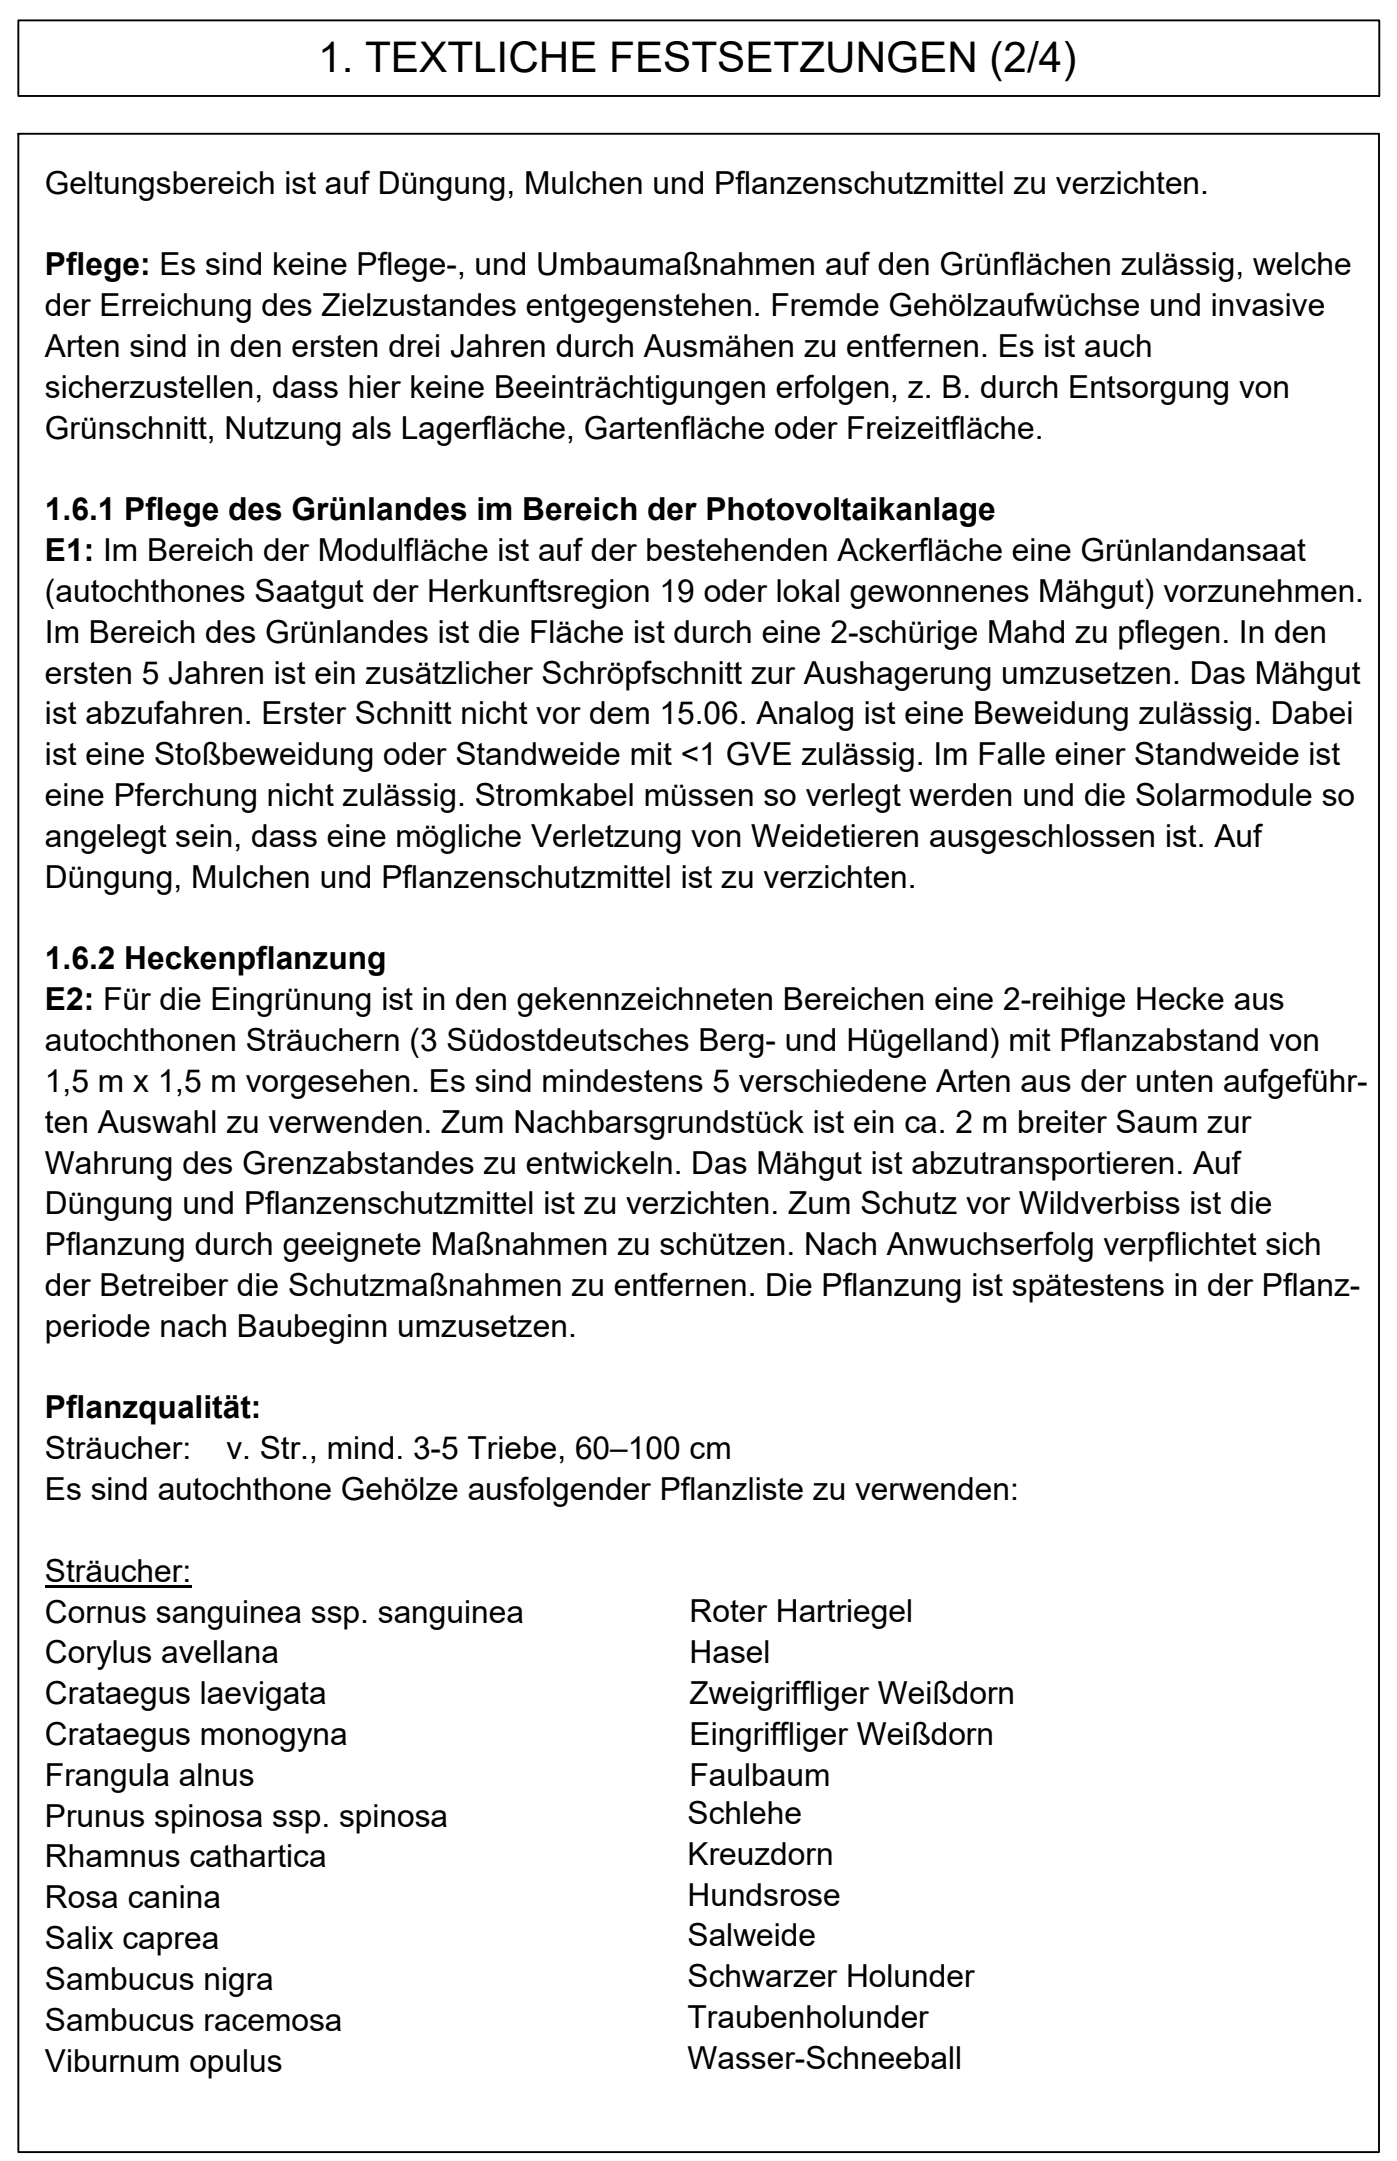 1. TEXTLICHE FESTSETZUNGEN (2/4)
Geltungsbereich ist auf Düngung, Mulchen und Pflanzenschutzmittel zu verzichten.
Pflege: Es sind keine Pflege-, und Umbaumaßnahmen auf den Grünflächen zulässig, welche
der Erreichung des Zielzustandes entgegenstehen. Fremde Gehölzaufwüchse und invasive
Arten sind in den ersten drei Jahren durch Ausmähen zu entfernen. Es ist auch
sicherzustellen, dass hier keine Beeinträchtigungen erfolgen, z. B. durch Entsorgung von
Grünschnitt, Nutzung als Lagerfläche, Gartenfläche oder Freizeitfläche.
1.6.1 Pflege des Grünlandes im Bereich der Photovoltaikanlage
E1: Im Bereich der Modulfläche ist auf der bestehenden Ackerfläche eine Grünlandansaat
(autochthones Saatgut der Herkunftsregion 19 oder lokal gewonnenes Mähgut) vorzunehmen.
Im Bereich des Grünlandes ist die Fläche ist durch eine 2-schürige Mahd zu pflegen. In den
ersten 5 Jahren ist ein zusätzlicher Schröpfschnitt zur Aushagerung umzusetzen. Das Mähgut
ist abzufahren. Erster Schnitt nicht vor dem 15.06. Analog ist eine Beweidung zulässig. Dabei
ist eine Stoßbeweidung oder Standweide mit <1 GVE zulässig. Im Falle einer Standweide ist
eine Pferchung nicht zulässig. Stromkabel müssen so verlegt werden und die Solarmodule so
angelegt sein, dass eine mögliche Verletzung von Weidetieren ausgeschlossen ist. Auf
Düngung, Mulchen und Pflanzenschutzmittel ist zu verzichten.
1.6.2 Heckenpflanzung
E2: Für die Eingrünung ist in den gekennzeichneten Bereichen eine 2-reihige Hecke aus
autochthonen Sträuchern (3 Südostdeutsches Berg- und Hügelland) mit Pflanzabstand von
1,5 m x 1,5 m vorgesehen. Es sind mindestens 5 verschiedene Arten aus der unten aufgeführ-
ten Auswahl zu verwenden. Zum Nachbarsgrundstück ist ein ca. 2 m breiter Saum zur
Wahrung des Grenzabstandes zu entwickeln. Das Mähgut ist abzutransportieren. Auf
Düngung und Pflanzenschutzmittel ist zu verzichten. Zum Schutz vor Wildverbiss ist die
Pflanzung durch geeignete Maßnahmen zu schützen. Nach Anwuchserfolg verpflichtet sich
der Betreiber die Schutzmaßnahmen zu entfernen. Die Pflanzung ist spätestens in der Pflanz-
periode nach Baubeginn umzusetzen.
Pflanzqualität:
Sträucher: v. Str., mind. 3-5 Triebe, 60–100 cm
Es sind autochthone Gehölze ausfolgender Pflanzliste zu verwenden:
Sträucher:
Cornus sanguinea ssp. sanguinea Roter Hartriegel
Corylus avellana Hasel
Crataegus laevigata Zweigriffliger Weißdorn
Crataegus monogyna Eingriffliger Weißdorn
Frangula alnus Faulbaum
Prunus spinosa ssp. spinosa Schlehe
Rhamnus cathartica Kreuzdorn
Rosa canina Hundsrose
Salix caprea Salweide
Sambucus nigra Schwarzer Holunder
Sambucus racemosa Traubenholunder
Viburnum opulus Wasser-Schneeball